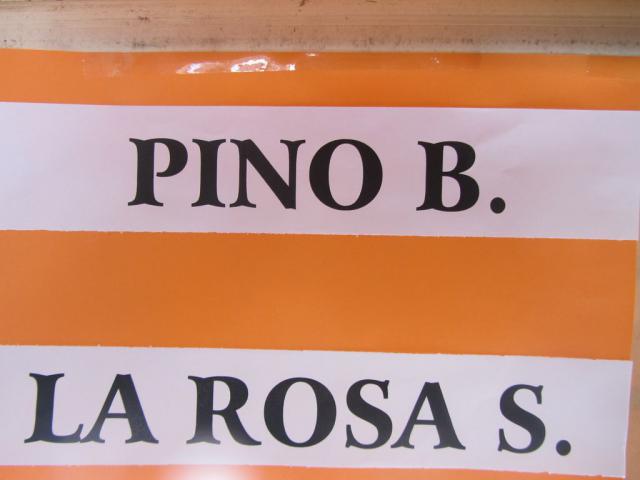 PINO B.
LA ROSA S.